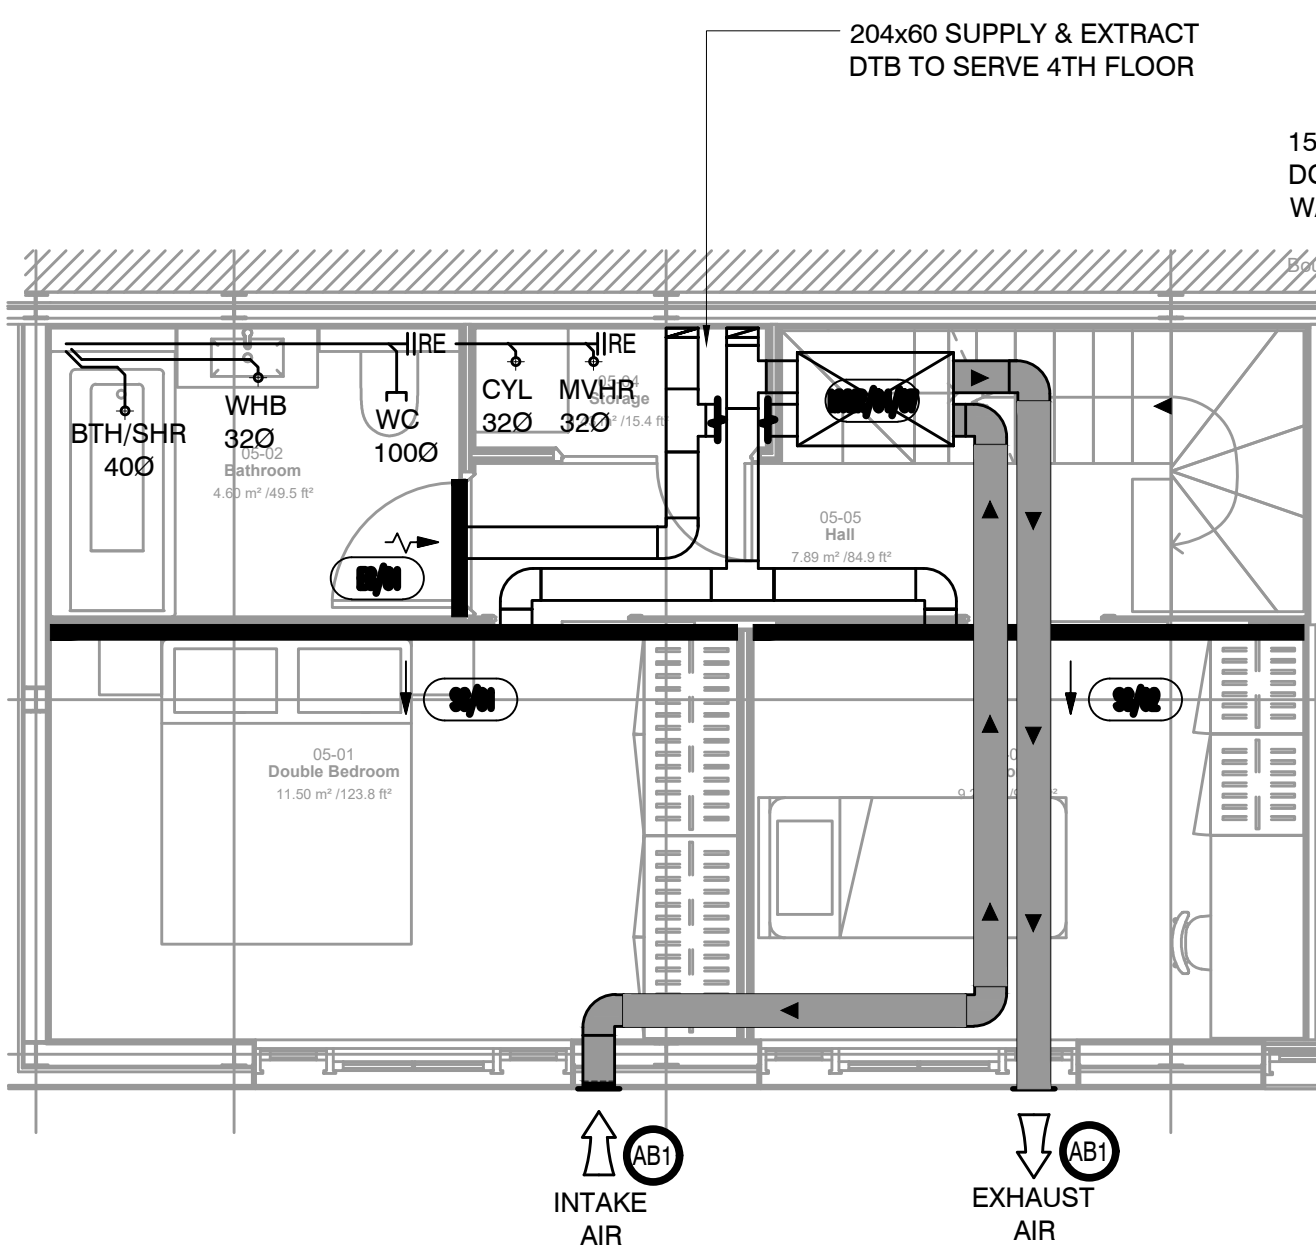 204x60 SUPPLY & EXTRACT
DTB TO SERVE 4TH FLOOR
15
RE
RE
BTH/SHR
40Ø
WHB
32Ø
WC
100Ø
CYL
32Ø
MVHR
32Ø
Storage
/15.4 ft²
05-02
Bathroom
4.60 m² /49.5 ft²
05-05
Hall
7.89 m² /84.9 ft²
05-01
Double Bedroom
11.50 m² /123.8 ft²
INTAKE
AIR
AB1
EXHAUST
AIR
AB1